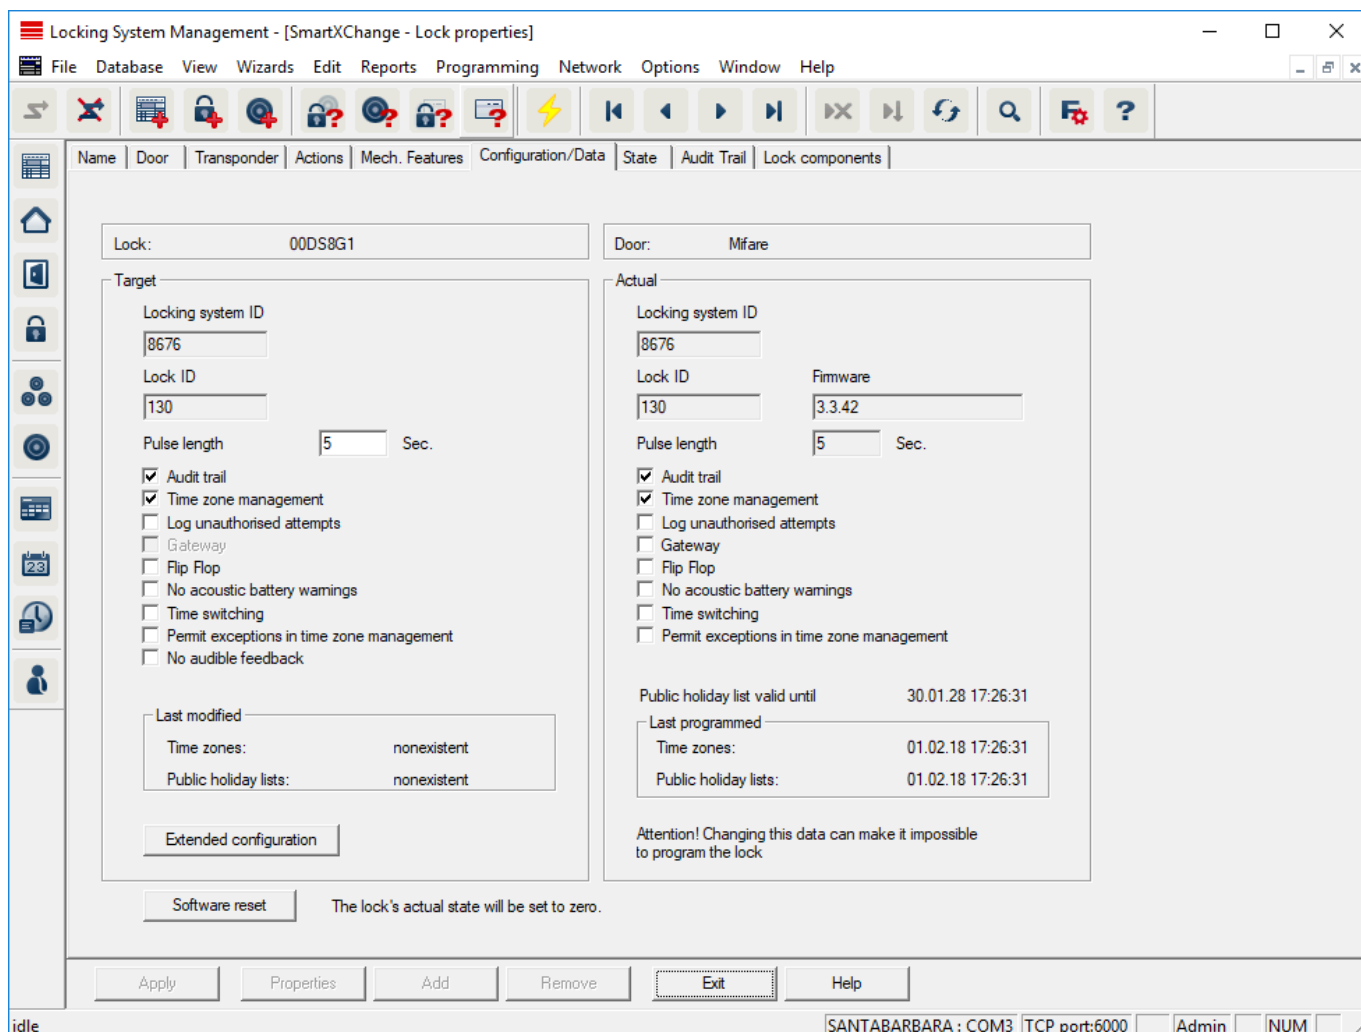 Locking System Management - [SmartXChange - Lock properties]
File Database View Wizards Edit Reports Programming Network Options Window Help
Name Door Transponder Actions Mech. Features Configuration/Data State Audit Trail Lock components
Lock: 00DS8G1 Door: Mifare
Target
Locking system ID
8676
Lock ID
130
Pulse length 5 Sec.
Audit trail
Time zone management
Log unauthorised attempts
Gateway
Flip Flop
No acoustic battery warnings
Time switching
Permit exceptions in time zone management
No audible feedback
Last modified
Time zones: nonexistent
Public holiday lists: nonexistent
Extended configuration
Actual
Locking system ID
8676
Lock ID Firmware
130 3.3.42
Pulse length 5 Sec.
Audit trail
Time zone management
Log unauthorised attempts
Gateway
Flip Flop
No acoustic battery warnings
Time switching
Permit exceptions in time zone management
Public holiday list valid until 30.01.28 17:26:31
Last programmed
Time zones: 01.02.18 17:26:31
Public holiday lists: 01.02.18 17:26:31
Attention! Changing this data can make it impossible
to program the lock
Software reset The lock's actual state will be set to zero.
Apply Properties Add Remove Exit Help
idle SANTABARBARA : COM3 TCP port:6000 Admin NUM